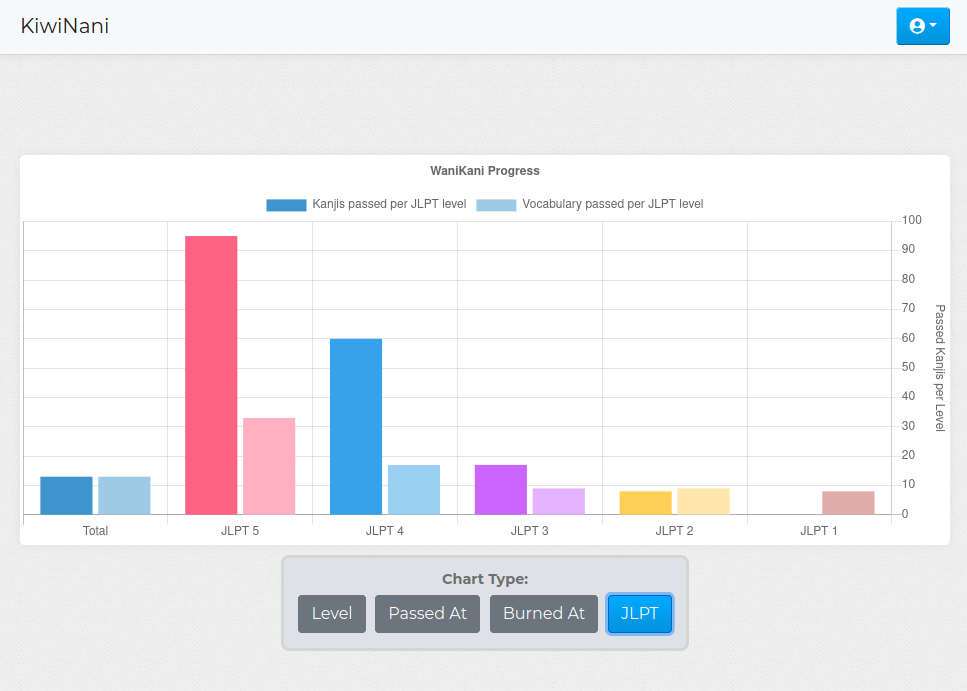 KiwiNani
WaniKani Progress
Kanjis passed per JLPT level
Vocabulary passed per JLPT level
100
90
80
70
60
50
40
30
20
10
0
Passed Kanjis per Level
Total
JLPT 5
JLPT 4
JLPT 3
JLPT 2
JLPT 1
Chart Type:
Level
Passed At
Burned At
JLPT